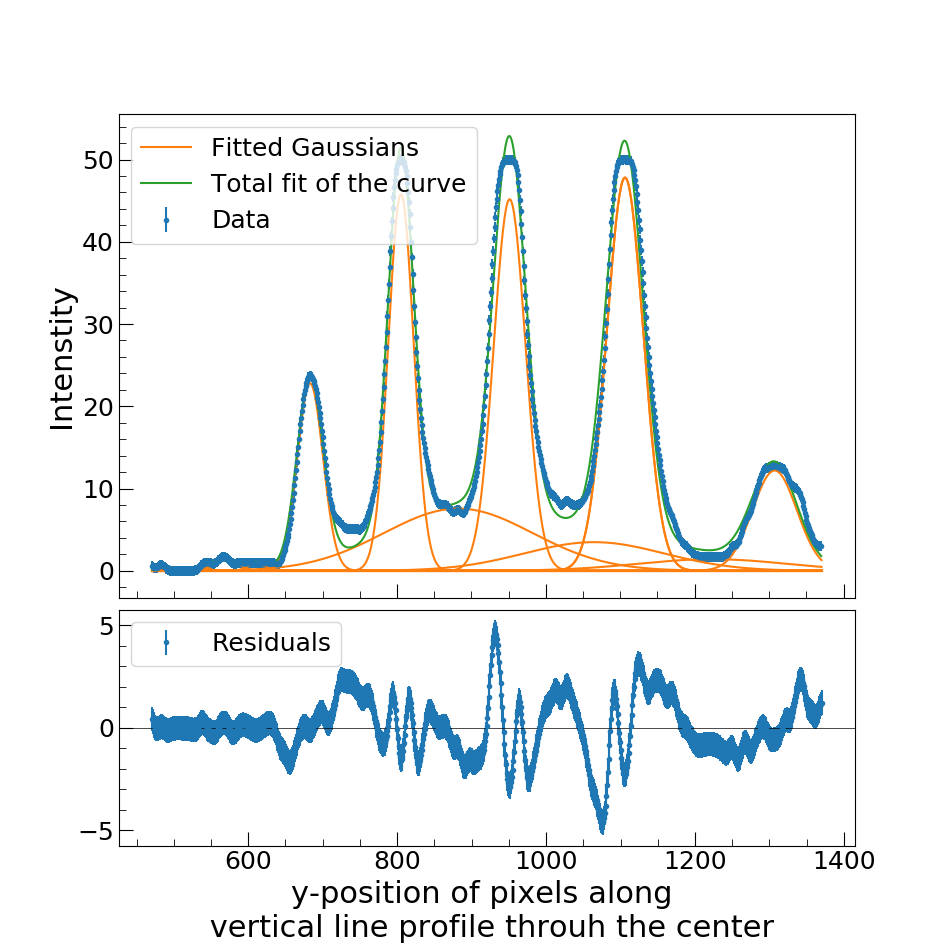 Fitted Gaussians
Total fit of the curve
Data
50
40
30
20
10
0
Intenstity
Residuals
5
0
−5
600 800 1000 1200 1400
y-position of pixels along
vertical line profile throuh the center